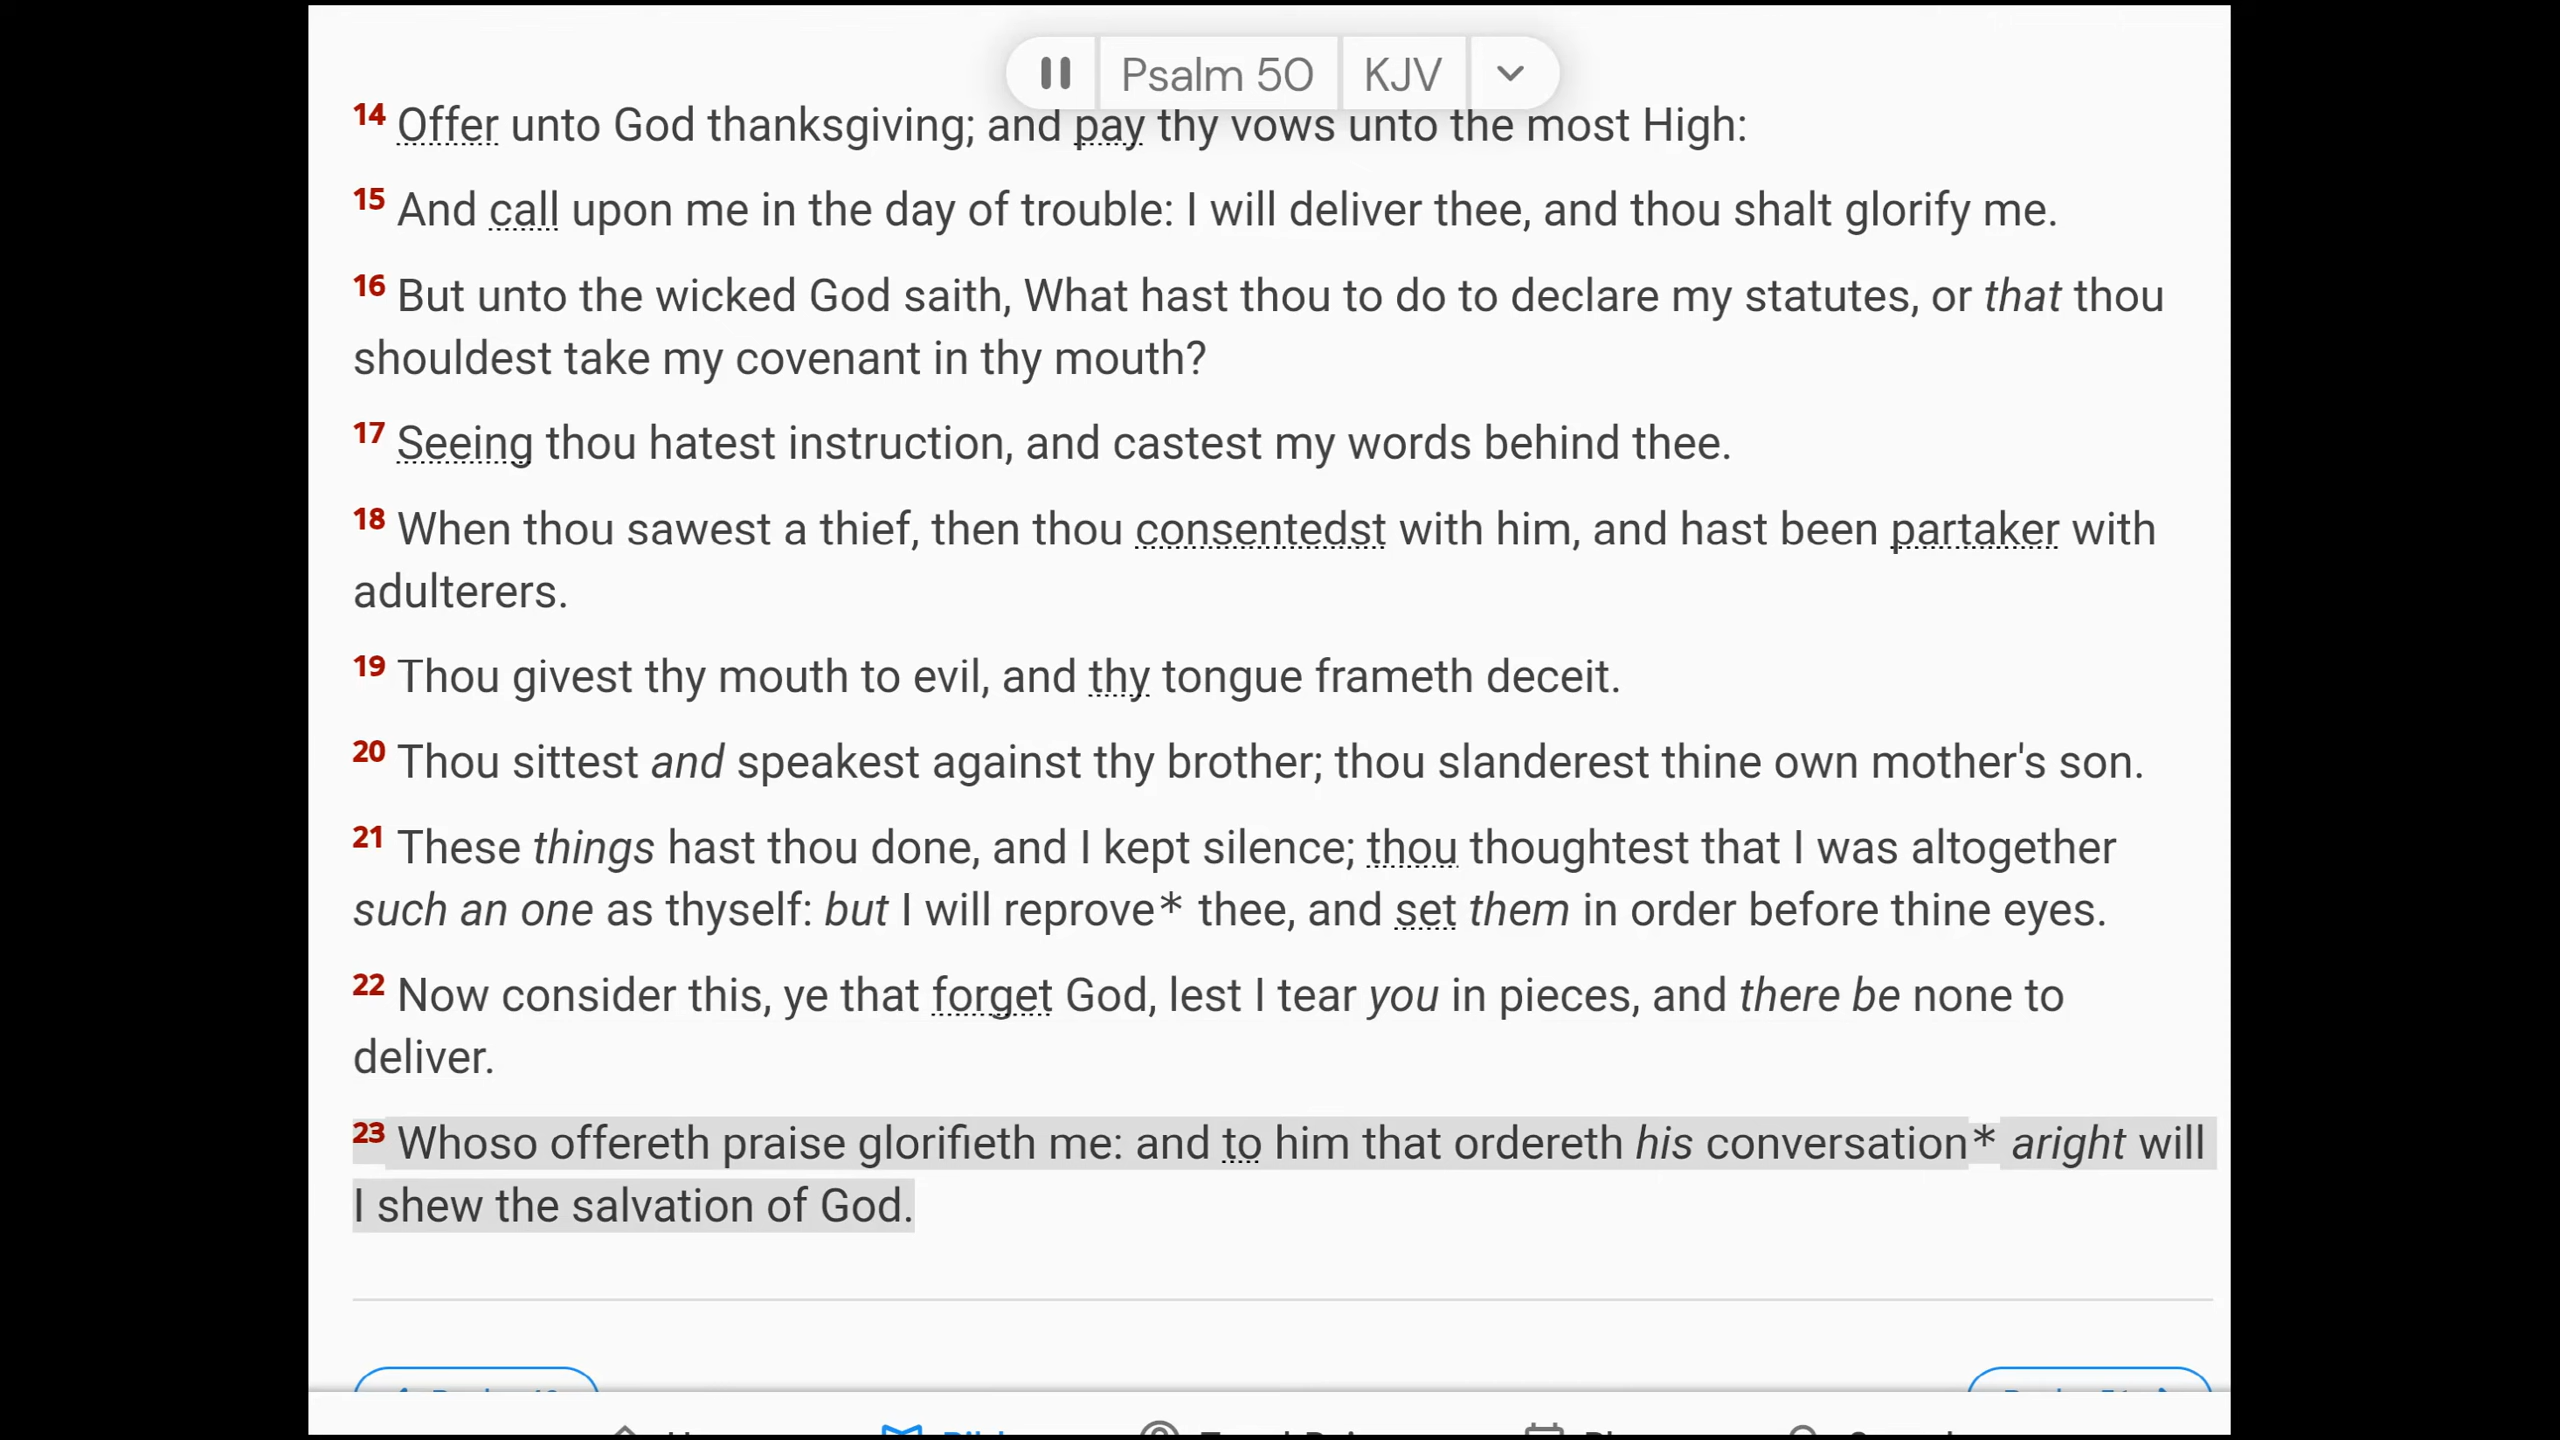 Psalm 50 KJV
14 Offer unto God thanksgiving; and pay thy vows unto the most High:
15 And call upon me in the day of trouble: I will deliver thee, and thou shalt glorify me.
16 But unto the wicked God saith, What hast thou to do to declare my statutes, or that thou
shouldest take my covenant in thy mouth?
17 Seeing thou hatest instruction, and castest my words behind thee.
18 When thou sawest a thief, then thou consentedst with him, and hast been partaker with
adulterers.
19 Thou givest thy mouth to evil, and thy tongue frameth deceit.
20 Thou sittest and speakest against thy brother; thou slanderest thine own mother's son.
21 These things hast thou done, and I kept silence; thou thoughtest that I was altogether
such an one as thyself: but I will reprove* thee, and set them in order before thine eyes.
22 Now consider this, ye that forget God, lest I tear you in pieces, and there be none to
deliver.
23 Whoso offereth praise glorifieth me: and to him that ordereth his conversation* aright will
I shew the salvation of God.